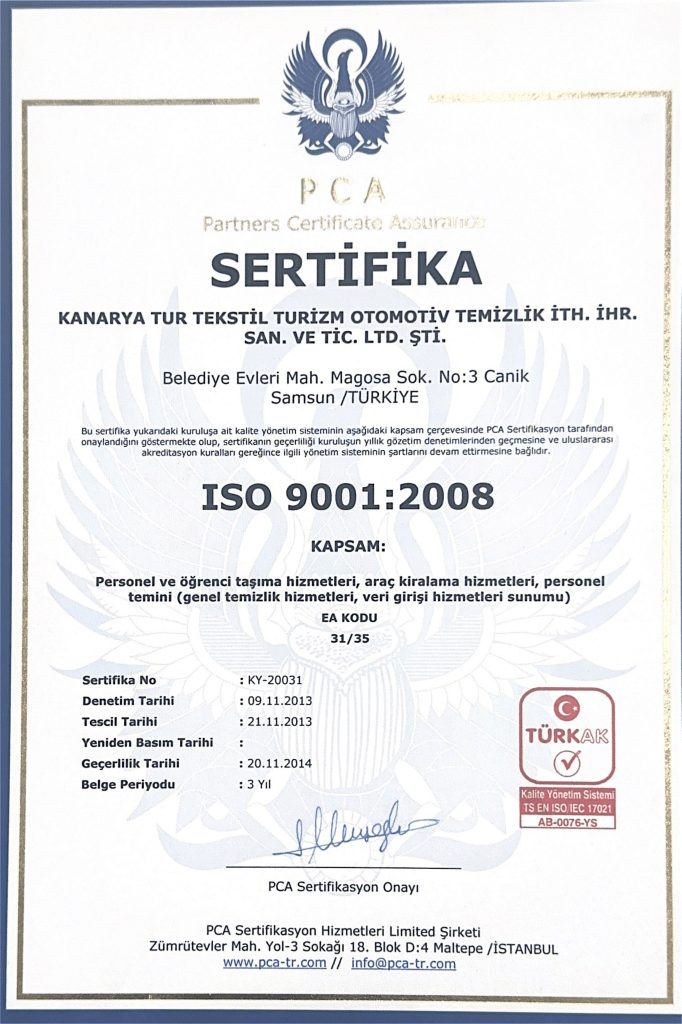 PCA
Partners Certificate Assurance
SERTİFİKA
KANARYA TUR TEKSTİL TURİZM OTOMOTİV TEMİZLİK İTH. İHR.
SAN. VE TİC. LTD. ŞTİ.
Belediye Evleri Mah. Magosa Sok. No:3 Canik
Samsun /TÜRKİYE
Bu sertifika yukarıdaki kuruluşa ait kalite yönetim sisteminin aşağıdaki kapsam çerçevesinde PCA Sertifikasyon tarafından
onaylandığını göstermekte olup, sertifikanın geçerliliği kuruluşun yıllık gözetim denetimlerinden geçmesine ve uluslararası
akreditasyon kuralları gereğince ilgili yönetim sisteminin şartlarını devam ettirmesine bağlıdır.
ISO 9001:2008
KAPSAM:
Personel ve öğrenci taşıma hizmetleri, araç kiralama hizmetleri, personel
temini (genel temizlik hizmetleri, veri girişi hizmetleri sunumu)
EA KODU
31/35
Sertifika No : KY-20031
Denetim Tarihi : 09.11.2013
Tescil Tarihi : 21.11.2013
Yeniden Basım Tarihi :
Geçerlilik Tarihi : 20.11.2014
Belge Periyodu : 3 Yıl
TÜRKAK
Kalite Yönetim Sistemi
TS EN ISO/IEC 17021
AB-0076-YS
PCA Sertifikasyon Onayı
PCA Sertifikasyon Hizmetleri Limited Şirketi
Zümrütevler Mah. Yol-3 Sokağı 18. Blok D:4 Maltepe /İSTANBUL
www.pca-tr.com // info@pca-tr.com